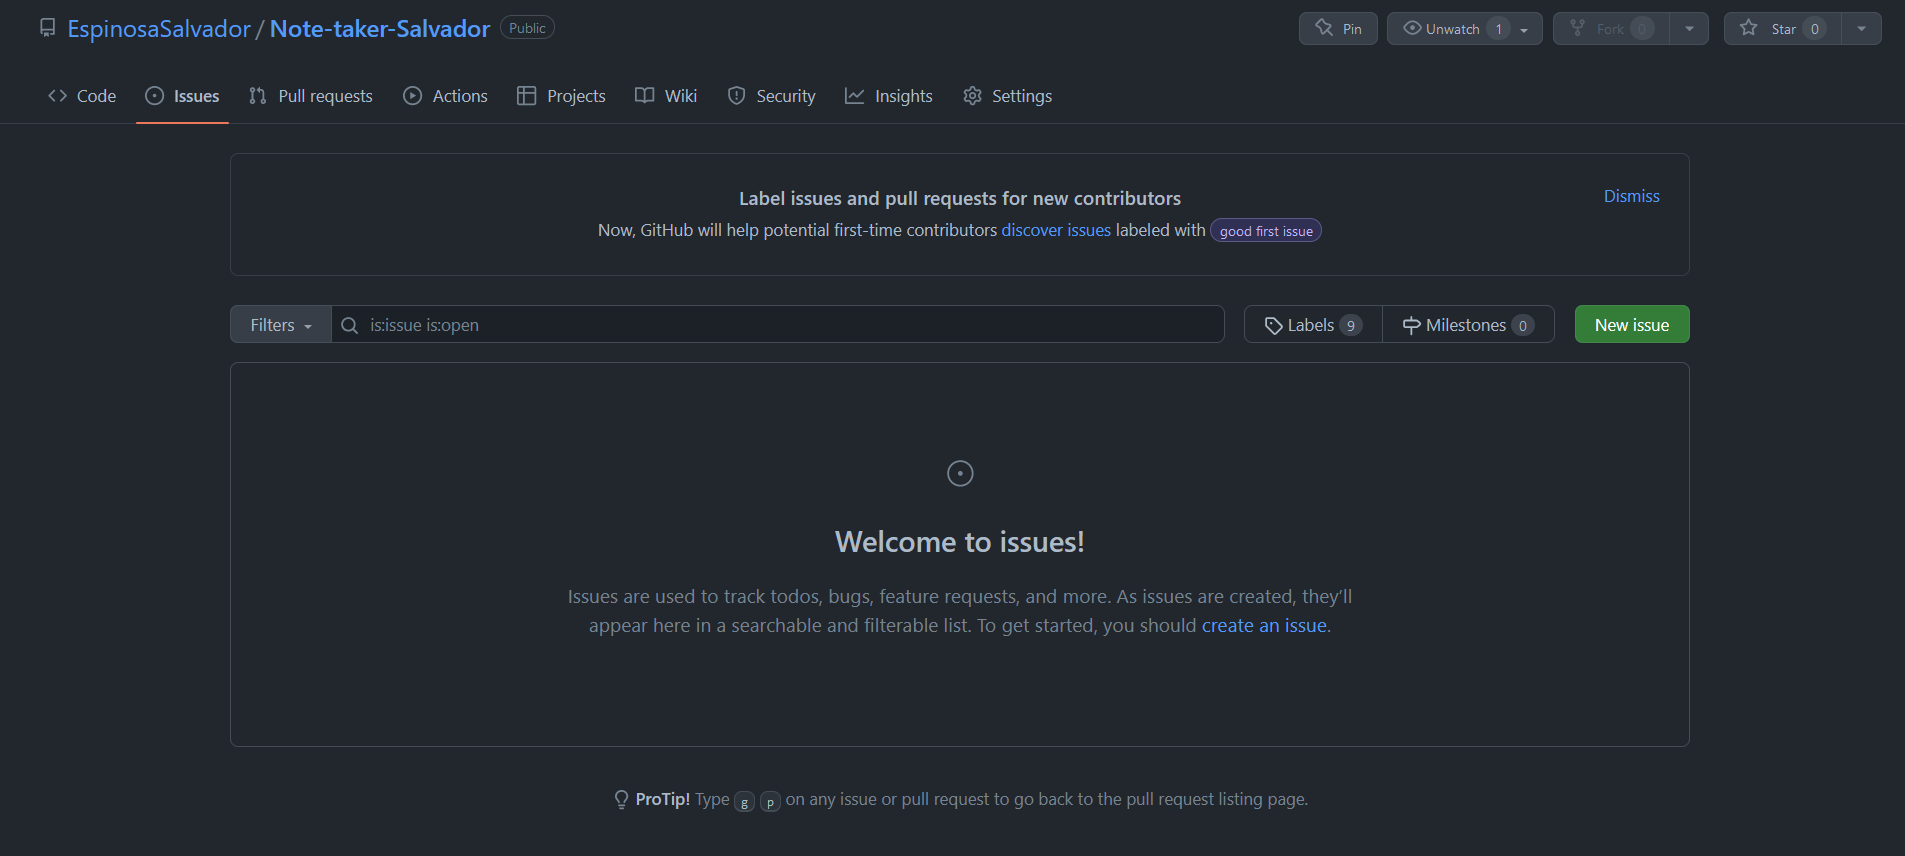 EspinosaSalvador / Note-taker-Salvador Public
Pin
Unwatch 1
Fork 0
Star 0
Code
Issues
Pull requests
Actions
Projects
Wiki
Security
Insights
Settings
Label issues and pull requests for new contributors
Dismiss
Now, GitHub will help potential first-time contributors discover issues labeled with good first issue
Filters
is:issue is:open
Labels 9
Milestones 0
New issue
Welcome to issues!
Issues are used to track todos, bugs, feature requests, and more. As issues are created, they’ll
appear here in a searchable and filterable list. To get started, you should create an issue.
ProTip! Type g p on any issue or pull request to go back to the pull request listing page.